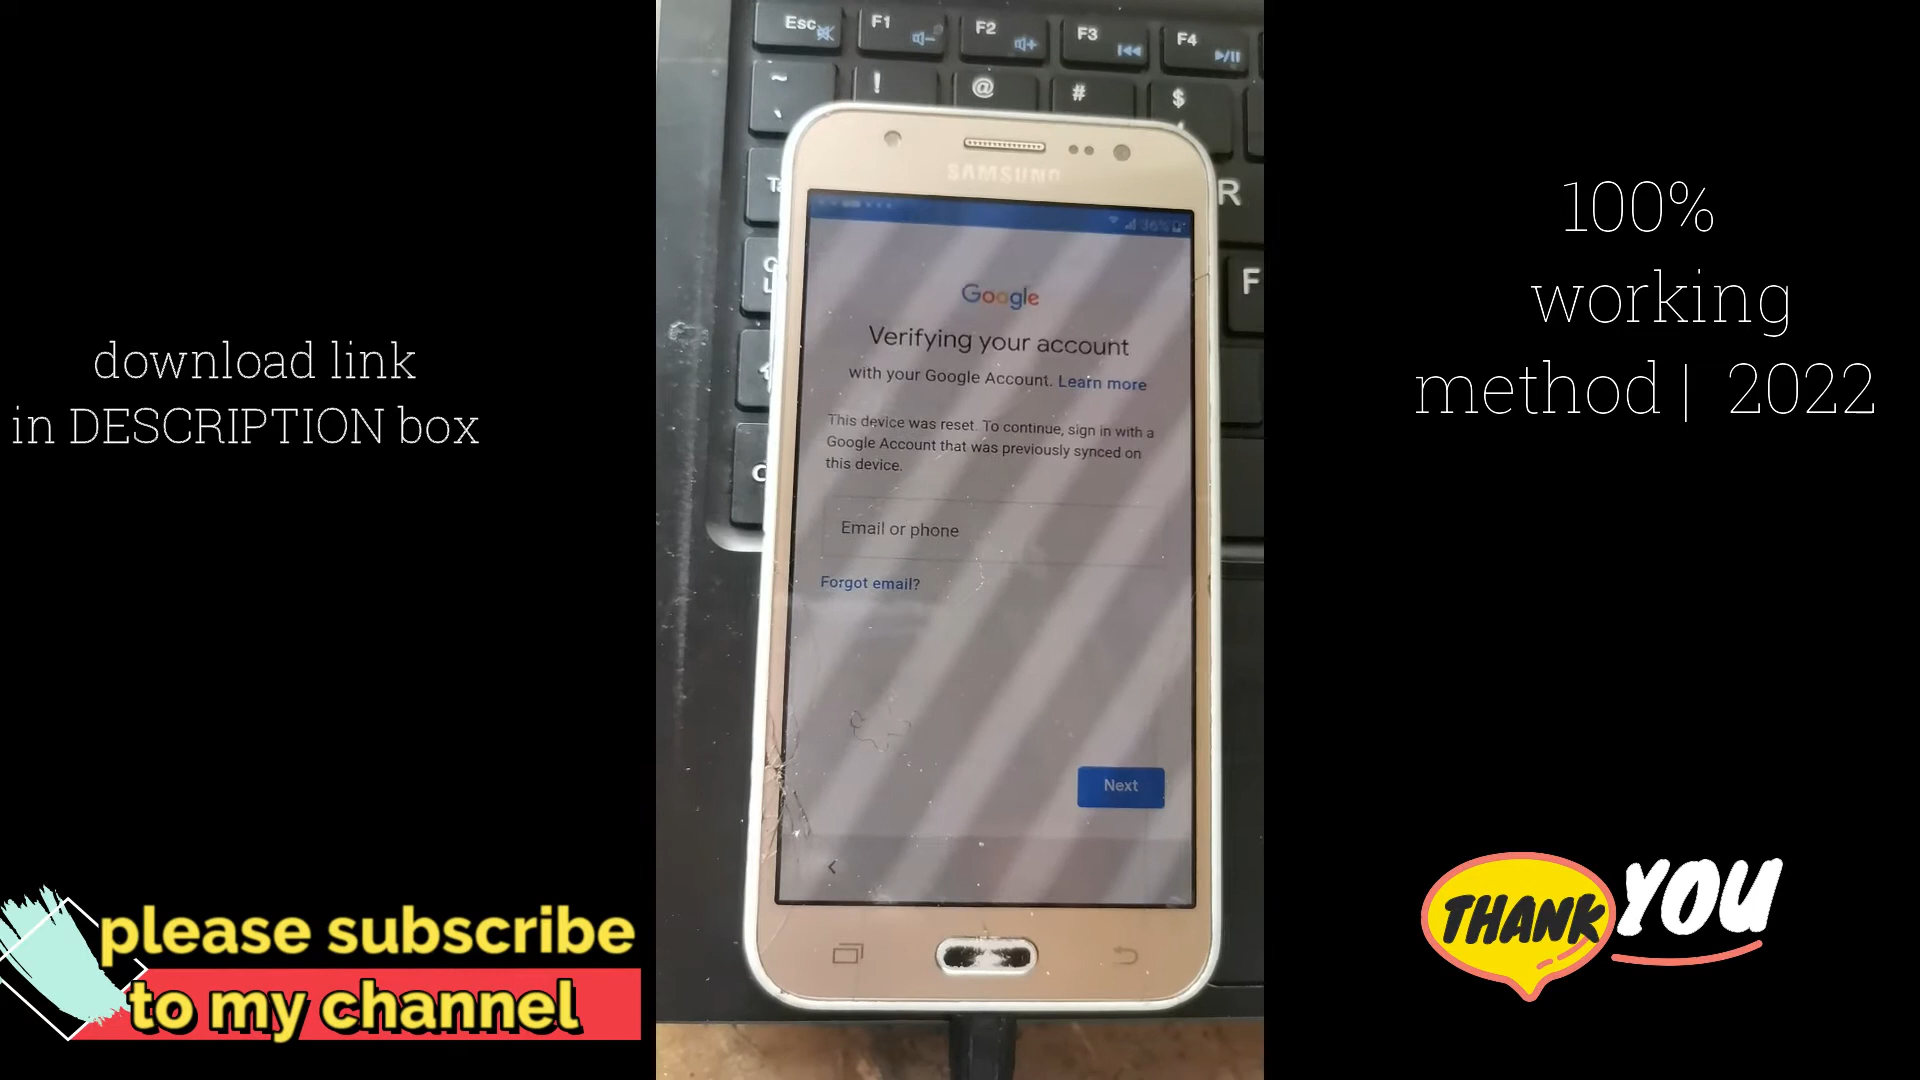 download link
in DESCRIPTION box
please subscribe
to my channel
Esc
F1
F2
F3
F4
~
!
@
#
$
R
F
SAMSUNG
36%
Google
Verifying your account
with your Google Account. Learn more
This device was reset. To continue, sign in with a
Google Account that was previously synced on
this device.
Email or phone
Forgot email?
Next
100%
working
method | 2022
THANK YOU